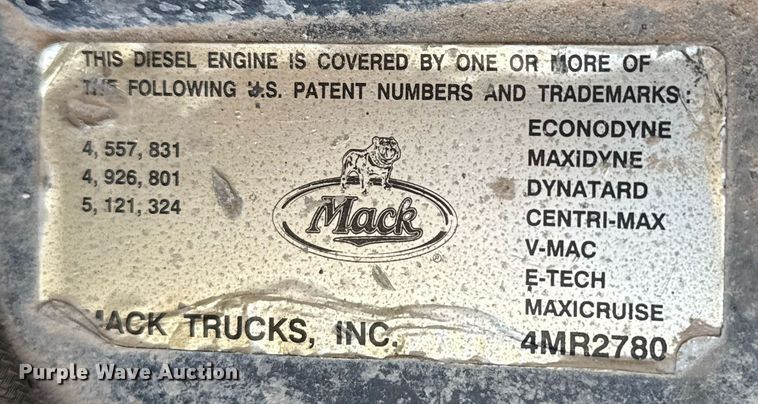 THIS DIESEL ENGINE IS COVERED BY ONE OR MORE OF
THE FOLLOWING U.S. PATENT NUMBERS AND TRADEMARKS:
4,557,831
4,926,801
5,121,324
Mack
®
ECONODYNE
MAXIDYNE
DYNATARD
CENTRI-MAX
V-MAC
E-TECH
MAXICRUISE
MACK TRUCKS, INC.
4MR2780
Purple Wave Auction